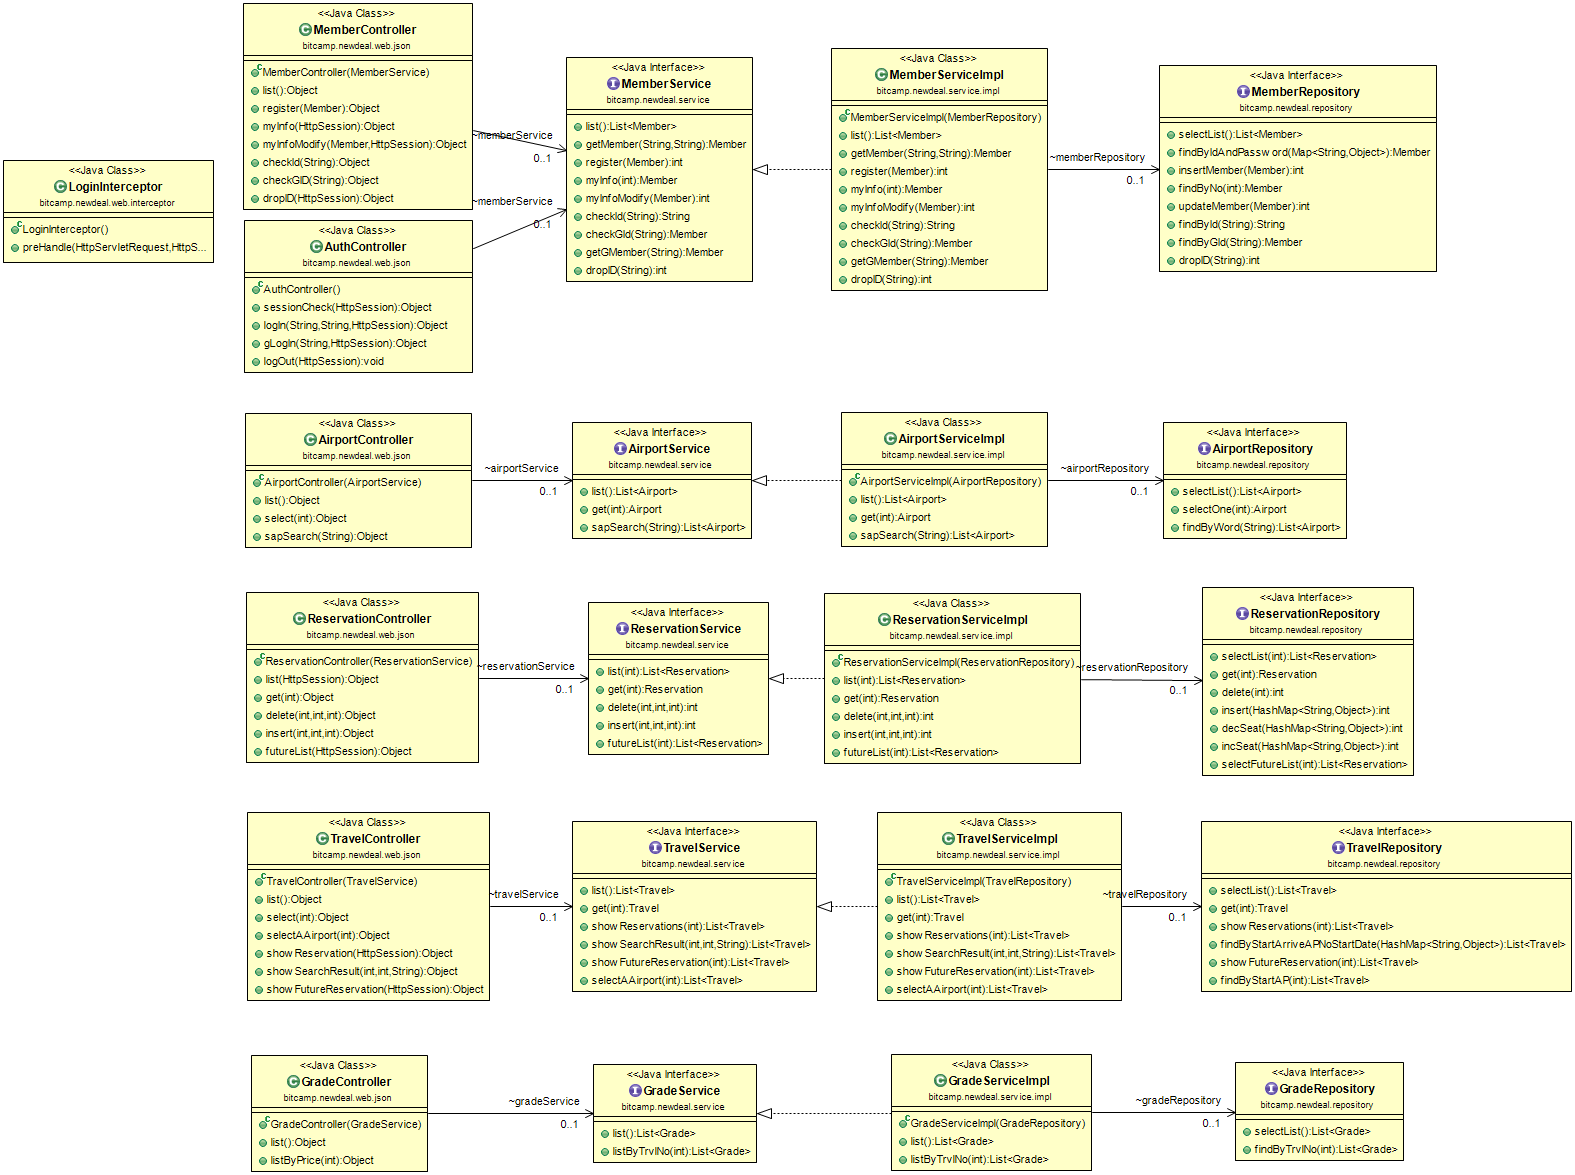 <<Java Class>>
LoginInterceptor
bitcamp.newdeal.web.interceptor
LoginInterceptor()
preHandle(HttpServletRequest,HttpS...
<<Java Class>>
MemberController
bitcamp.newdeal.web.json
MemberController(MemberService)
list():Object
register(Member):Object
myInfo(HttpSession):Object
myInfoModify(Member,HttpSession):Object
checkId(String):Object
checkGID(String):Object
dropID(HttpSession):Object
~memberService
0..1
<<Java Class>>
AuthController
bitcamp.newdeal.web.json
AuthController()
sessionCheck(HttpSession):Object
logIn(String,String,HttpSession):Object
gLogIn(String,HttpSession):Object
logOut(HttpSession):void
~memberService
0..1
<<Java Interface>>
MemberService
bitcamp.newdeal.service
list():List<Member>
getMember(String,String):Member
register(Member):int
myInfo(int):Member
myInfoModify(Member):int
checkId(String):String
checkGId(String):Member
getGMember(String):Member
dropID(String):int
<<Java Class>>
MemberServiceImpl
bitcamp.newdeal.service.impl
MemberServiceImpl(MemberRepository)
list():List<Member>
getMember(String,String):Member
register(Member):int
myInfo(int):Member
myInfoModify(Member):int
checkId(String):String
checkGId(String):Member
getGMember(String):Member
dropID(String):int
~memberRepository
0..1
<<Java Interface>>
MemberRepository
bitcamp.newdeal.repository
selectList():List<Member>
findByIdAndPassword(Map<String,Object>):Member
insertMember(Member):int
findByNo(int):Member
updateMember(Member):int
findById(String):String
findByGId(String):Member
dropID(String):int
<<Java Class>>
AirportController
bitcamp.newdeal.web.json
AirportController(AirportService)
list():Object
select(int):Object
sapSearch(String):Object
~airportService
0..1
<<Java Interface>>
AirportService
bitcamp.newdeal.service
list():List<Airport>
get(int):Airport
sapSearch(String):List<Airport>
<<Java Class>>
AirportServiceImpl
bitcamp.newdeal.service.impl
AirportServiceImpl(AirportRepository)
list():List<Airport>
get(int):Airport
sapSearch(String):List<Airport>
~airportRepository
0..1
<<Java Interface>>
AirportRepository
bitcamp.newdeal.repository
selectList():List<Airport>
selectOne(int):Airport
findByWord(String):List<Airport>
<<Java Class>>
ReservationController
bitcamp.newdeal.web.json
ReservationController(ReservationService)
list(HttpSession):Object
get(int):Object
delete(int,int,int):Object
insert(int,int,int):Object
futureList(HttpSession):Object
~reservationService
0..1
<<Java Interface>>
ReservationService
bitcamp.newdeal.service
list(int):List<Reservation>
get(int):Reservation
delete(int,int,int):int
insert(int,int,int):int
futureList(int):List<Reservation>
<<Java Class>>
ReservationServiceImpl
bitcamp.newdeal.service.impl
ReservationServiceImpl(ReservationRepository)
list(int):List<Reservation>
get(int):Reservation
delete(int,int,int):int
insert(int,int,int):int
futureList(int):List<Reservation>
~reservationRepository
0..1
<<Java Interface>>
ReservationRepository
bitcamp.newdeal.repository
selectList(int):List<Reservation>
get(int):Reservation
delete(int):int
insert(HashMap<String,Object>):int
decSeat(HashMap<String,Object>):int
incSeat(HashMap<String,Object>):int
selectFutureList(int):List<Reservation>
<<Java Class>>
TravelController
bitcamp.newdeal.web.json
TravelController(TravelService)
list():Object
select(int):Object
selectAAirport(int):Object
showReservation(HttpSession):Object
showSearchResult(int,int,String):Object
showFutureReservation(HttpSession):Object
~travelService
0..1
<<Java Interface>>
TravelService
bitcamp.newdeal.service
list():List<Travel>
get(int):Travel
showReservations(int):List<Travel>
showSearchResult(int,int,String):List<Travel>
showFutureReservation(int):List<Travel>
selectAAirport(int):List<Travel>
<<Java Class>>
TravelServiceImpl
bitcamp.newdeal.service.impl
TravelServiceImpl(TravelRepository)
list():List<Travel>
get(int):Travel
showReservations(int):List<Travel>
showSearchResult(int,int,String):List<Travel>
showFutureReservation(int):List<Travel>
selectAAirport(int):List<Travel>
~travelRepository
0..1
<<Java Interface>>
TravelRepository
bitcamp.newdeal.repository
selectList():List<Travel>
get(int):Travel
showReservations(int):List<Travel>
findByStartArriveAPNoStartDate(HashMap<String,Object>):List<Travel>
showFutureReservation(int):List<Travel>
findByStartAP(int):List<Travel>
<<Java Class>>
GradeController
bitcamp.newdeal.web.json
GradeController(GradeService)
list():Object
listByPrice(int):Object
~gradeService
0..1
<<Java Interface>>
GradeService
bitcamp.newdeal.service
list():List<Grade>
listByTrvlNo(int):List<Grade>
<<Java Class>>
GradeServiceImpl
bitcamp.newdeal.service.impl
GradeServiceImpl(GradeRepository)
list():List<Grade>
listByTrvlNo(int):List<Grade>
~gradeRepository
0..1
<<Java Interface>>
GradeRepository
bitcamp.newdeal.repository
selectList():List<Grade>
findByTrvlNo(int):List<Grade>